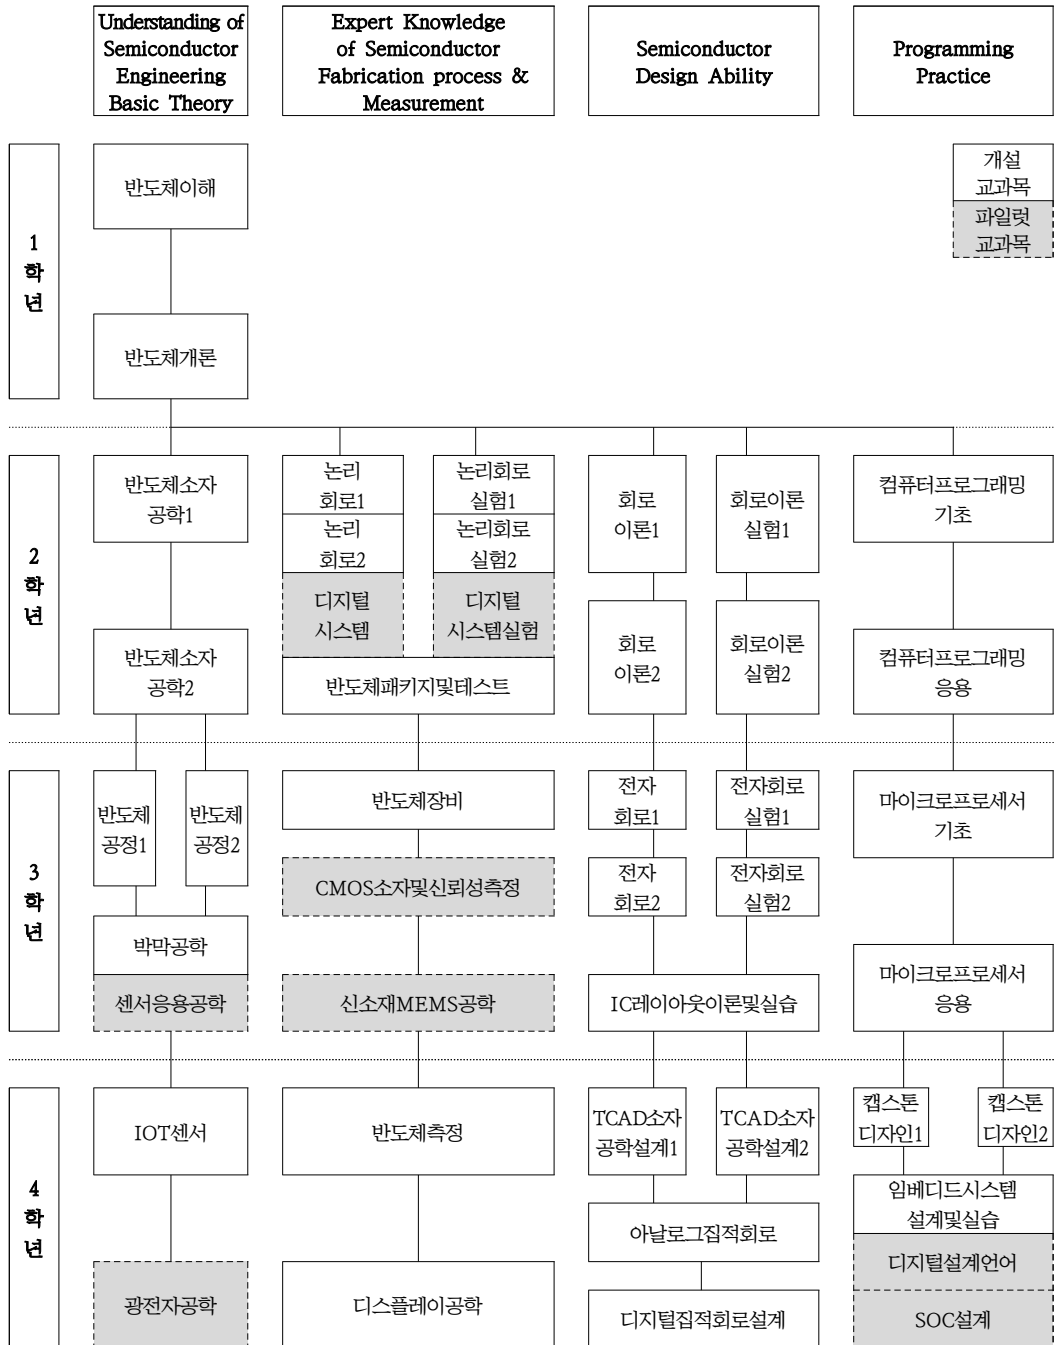 Understanding of
Semiconductor
Engineering
Basic Theory
Expert Knowledge
of Semiconductor
Fabrication process &
Measurement
Semiconductor
Design Ability
Programming
Practice
1
학
년
반도체이해
개설
교과목
파일럿
교과목
반도체개론
2
학
년
반도체소자
공학1
논리
회로1
논리회로
실험1
논리
회로2
논리회로
실험2
디지털
시스템
디지털
시스템실험
회로
이론1
회로이론
실험1
컴퓨터프로그래밍
기초
반도체소자
공학2
반도체패키지및테스트
회로
이론2
회로이론
실험2
컴퓨터프로그래밍
응용
3
학
년
반도체
공정1
반도체
공정2
반도체장비
전자
회로1
전자회로
실험1
마이크로프로세서
기초
CMOS소자및신뢰성측정
전자
회로2
전자회로
실험2
박막공학
센서응용공학
신소재MEMS공학
IC레이아웃이론및실습
마이크로프로세서
응용
4
학
년
IOT센서
반도체측정
TCAD소자
공학설계1
TCAD소자
공학설계2
캡스톤
디자인1
캡스톤
디자인2
아날로그집적회로
임베디드시스템
설계및실습
디지털설계언어
광전자공학
디스플레이공학
디지털집적회로설계
SOC설계